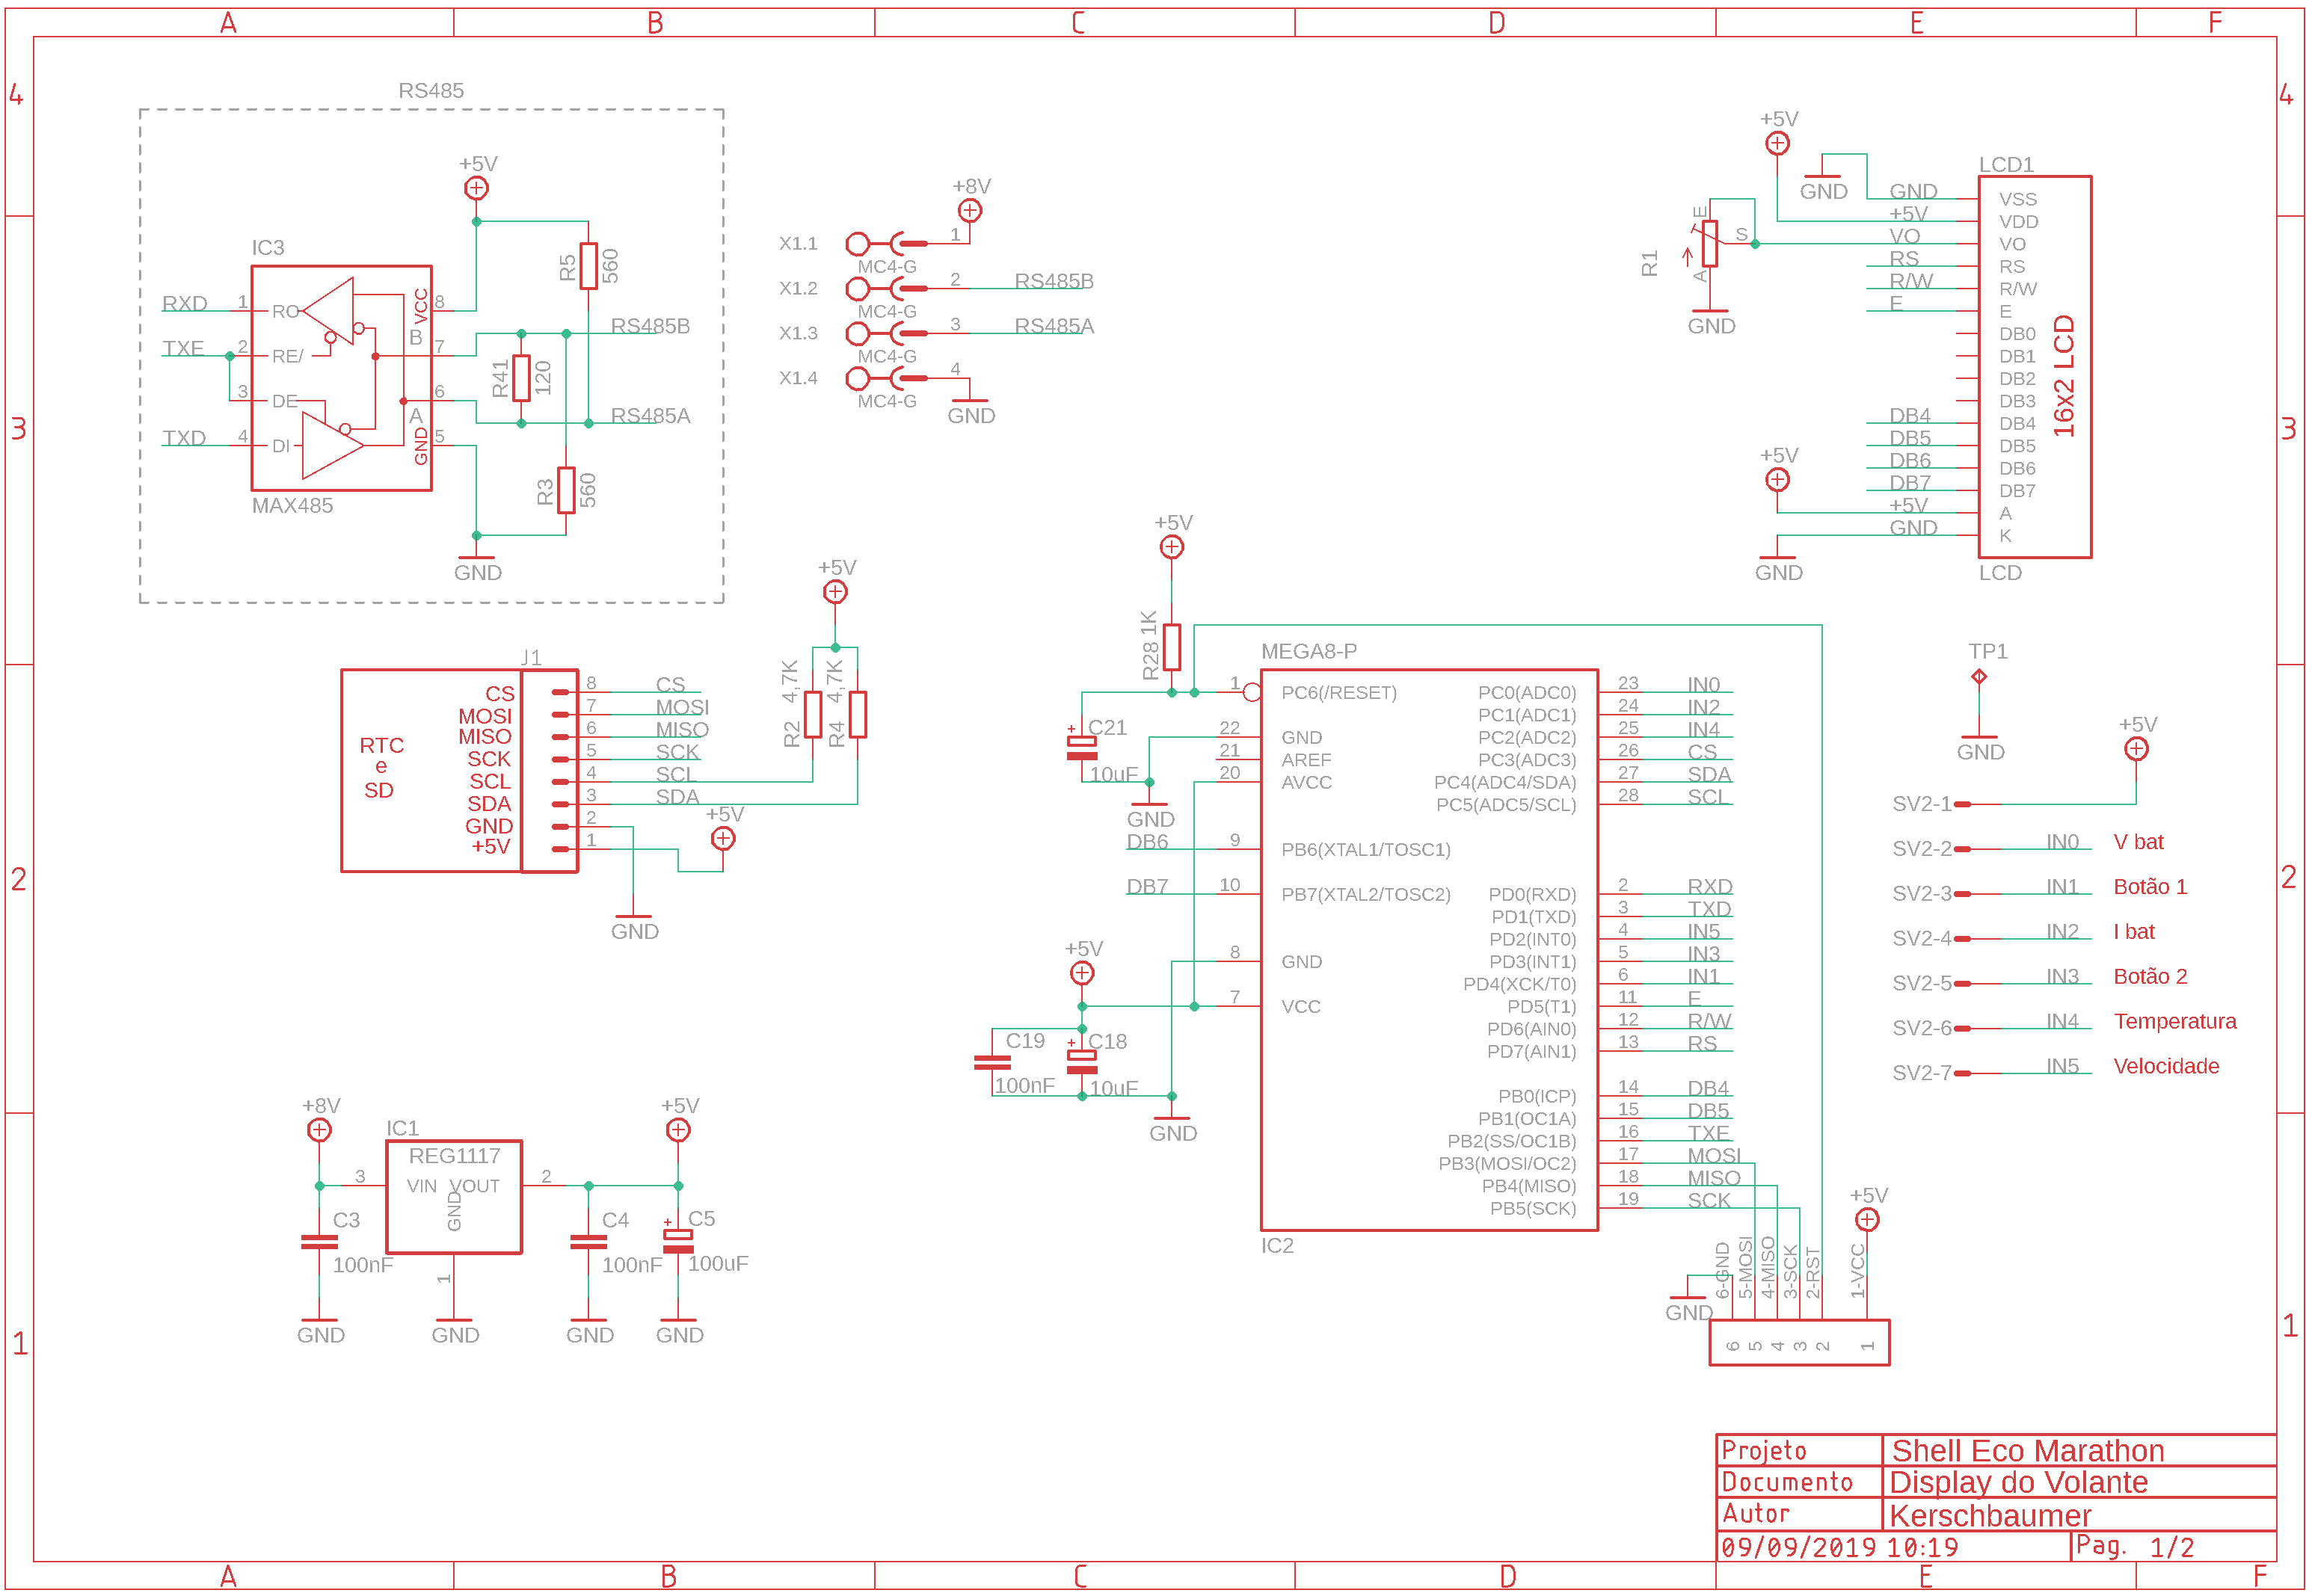 A B C D E F
4 4
3 3
2 2
1 1
RS485
+5V
IC3
RXD 1 RO
TXE 2 RE/
3 DE
TXD 4 DI
VCC 8
B 7
A 6
GND 5
MAX485
R5 560
R41 120
R3 560
RS485B
RS485A
GND
+8V
X1.1 MC4-G 1
X1.2 MC4-G 2 RS485B
X1.3 MC4-G 3 RS485A
X1.4 MC4-G 4
GND
+5V
GND
R1 E S A
GND
LCD1
GND VSS
+5V VDD
VO VO
RS RS
R/W R/W
E E
DB0
DB1
DB2
DB3
DB4 DB4
DB5 DB5
DB6 DB6
DB7 DB7
+5V A
GND K
16x2 LCD
+5V
GND
LCD
J1
RTC
e
SD
CS 8 CS
MOSI 7 MOSI
MISO 6 MISO
SCK 5 SCK
SCL 4 SCL
SDA 3 SDA
GND 2
+5V 1
+5V
R2 4,7K
R4 4,7K
+5V
GND
+5V
R28 1K
C21
10uF
GND
MEGA8-P
1 PC6(/RESET)
22 GND
21 AREF
20 AVCC
DB6 9 PB6(XTAL1/TOSC1)
DB7 10 PB7(XTAL2/TOSC2)
8 GND
7 VCC
PC0(ADC0) 23 IN0
PC1(ADC1) 24 IN2
PC2(ADC2) 25 IN4
PC3(ADC3) 26 CS
PC4(ADC4/SDA) 27 SDA
PC5(ADC5/SCL) 28 SCL
PD0(RXD) 2 RXD
PD1(TXD) 3 TXD
PD2(INT0) 4 IN5
PD3(INT1) 5 IN3
PD4(XCK/T0) 6 IN1
PD5(T1) 11 E
PD6(AIN0) 12 R/W
PD7(AIN1) 13 RS
PB0(ICP) 14 DB4
PB1(OC1A) 15 DB5
PB2(SS/OC1B) 16 TXE
PB3(MOSI/OC2) 17 MOSI
PB4(MISO) 18 MISO
PB5(SCK) 19 SCK
IC2
+5V
C19
100nF
C18
10uF
GND
TP1
GND
+5V
SV2-1
SV2-2 IN0 V bat
SV2-3 IN1 Botão 1
SV2-4 IN2 I bat
SV2-5 IN3 Botão 2
SV2-6 IN4 Temperatura
SV2-7 IN5 Velocidade
+8V
IC1
REG1117
3 VIN VOUT 2
GND
1
+5V
C3
100nF
C4
100nF
C5
100uF
GND GND GND GND
+5V
GND
6-GND
5-MOSI
4-MISO
3-SCK
2-RST
1-VCC
6 5 4 3 2 1
Projeto Shell Eco Marathon
Documento Display do Volante
Autor Kerschbaumer
09/09/2019 10:19 Pag. 1/2
A B C D E F